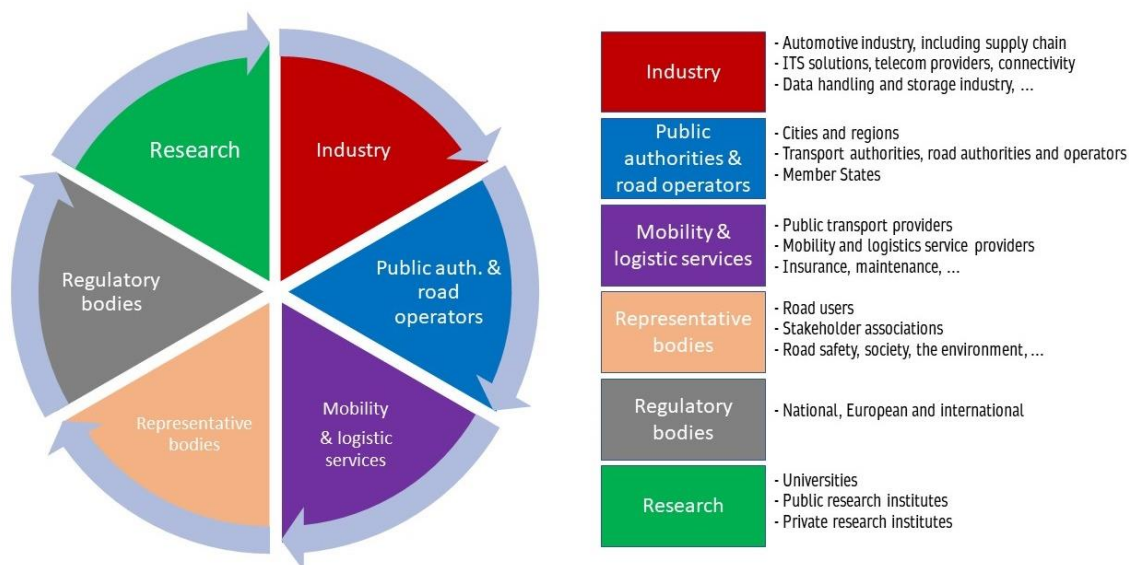 Research
Industry
Public auth. &
road
operators
Mobility
& logistic
services
Representative
bodies
Regulatory
bodies
Industry
- Automotive industry, including supply chain
- ITS solutions, telecom providers, connectivity
- Data handling and storage industry, ...
Public
authorities &
road operators
- Cities and regions
- Transport authorities, road authorities and operators
- Member States
Mobility &
logistic services
- Public transport providers
- Mobility and logistics service providers
- Insurance, maintenance, ...
Representative
bodies
- Road users
- Stakeholder associations
- Road safety, society, the environment, ...
Regulatory
bodies
- National, European and international
Research
- Universities
- Public research institutes
- Private research institutes